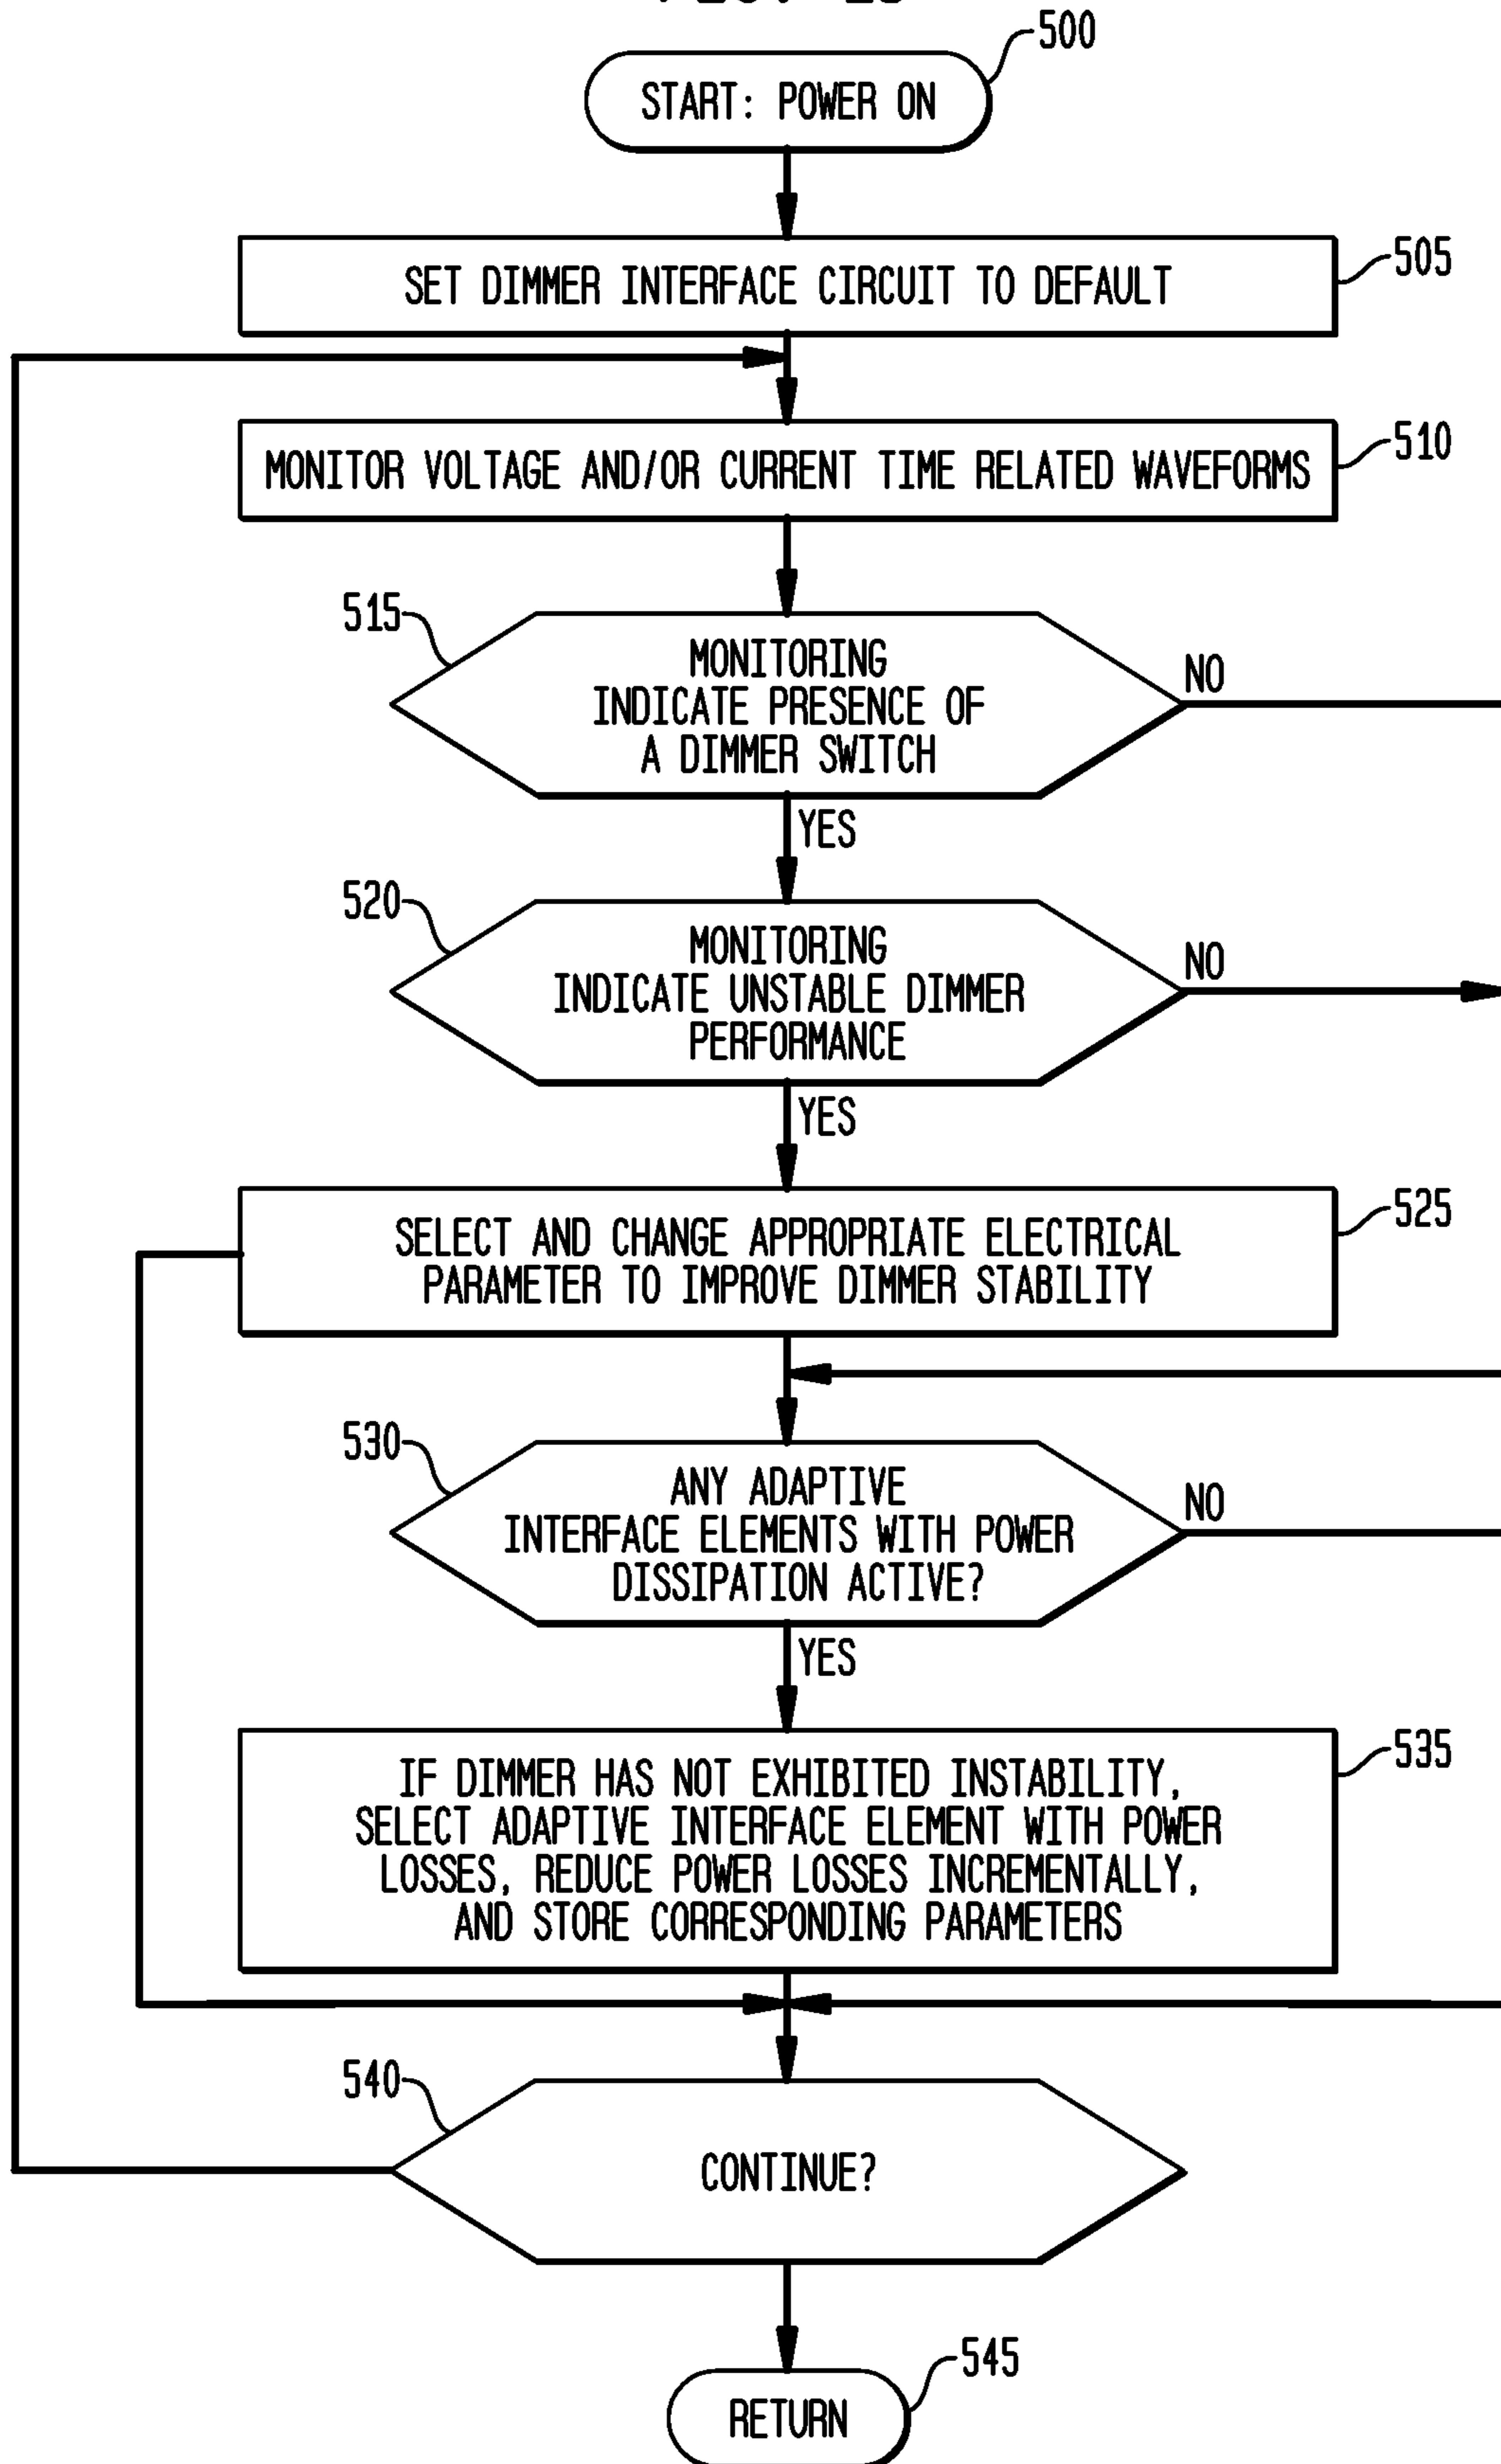 500
START: POWER ON
SET DIMMER INTERFACE CIRCUIT TO DEFAULT
505
MONITOR VOLTAGE AND/OR CURRENT TIME RELATED WAVEFORMS
510
515
MONITORING
INDICATE PRESENCE OF
A DIMMER SWITCH
NO
YES
520
MONITORING
INDICATE UNSTABLE DIMMER
PERFORMANCE
NO
YES
SELECT AND CHANGE APPROPRIATE ELECTRICAL
PARAMETER TO IMPROVE DIMMER STABILITY
525
530
ANY ADAPTIVE
INTERFACE ELEMENTS WITH POWER
DISSIPATION ACTIVE?
NO
YES
IF DIMMER HAS NOT EXHIBITED INSTABILITY,
SELECT ADAPTIVE INTERFACE ELEMENT WITH POWER
LOSSES, REDUCE POWER LOSSES INCREMENTALLY,
AND STORE CORRESPONDING PARAMETERS
535
540
CONTINUE?
545
RETURN